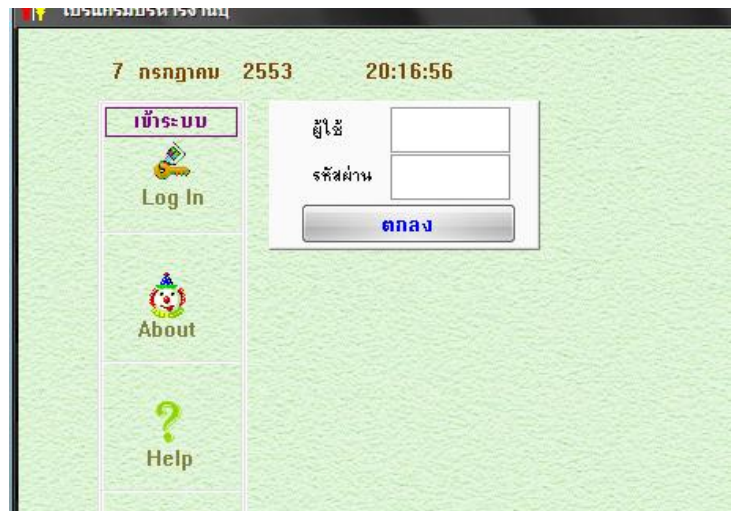 7 กรกฎาคม 2553 20:16:56
เข้าระบบ
Log In
About
Help
ผู้ใช้
รหัสผ่าน
ตกลง